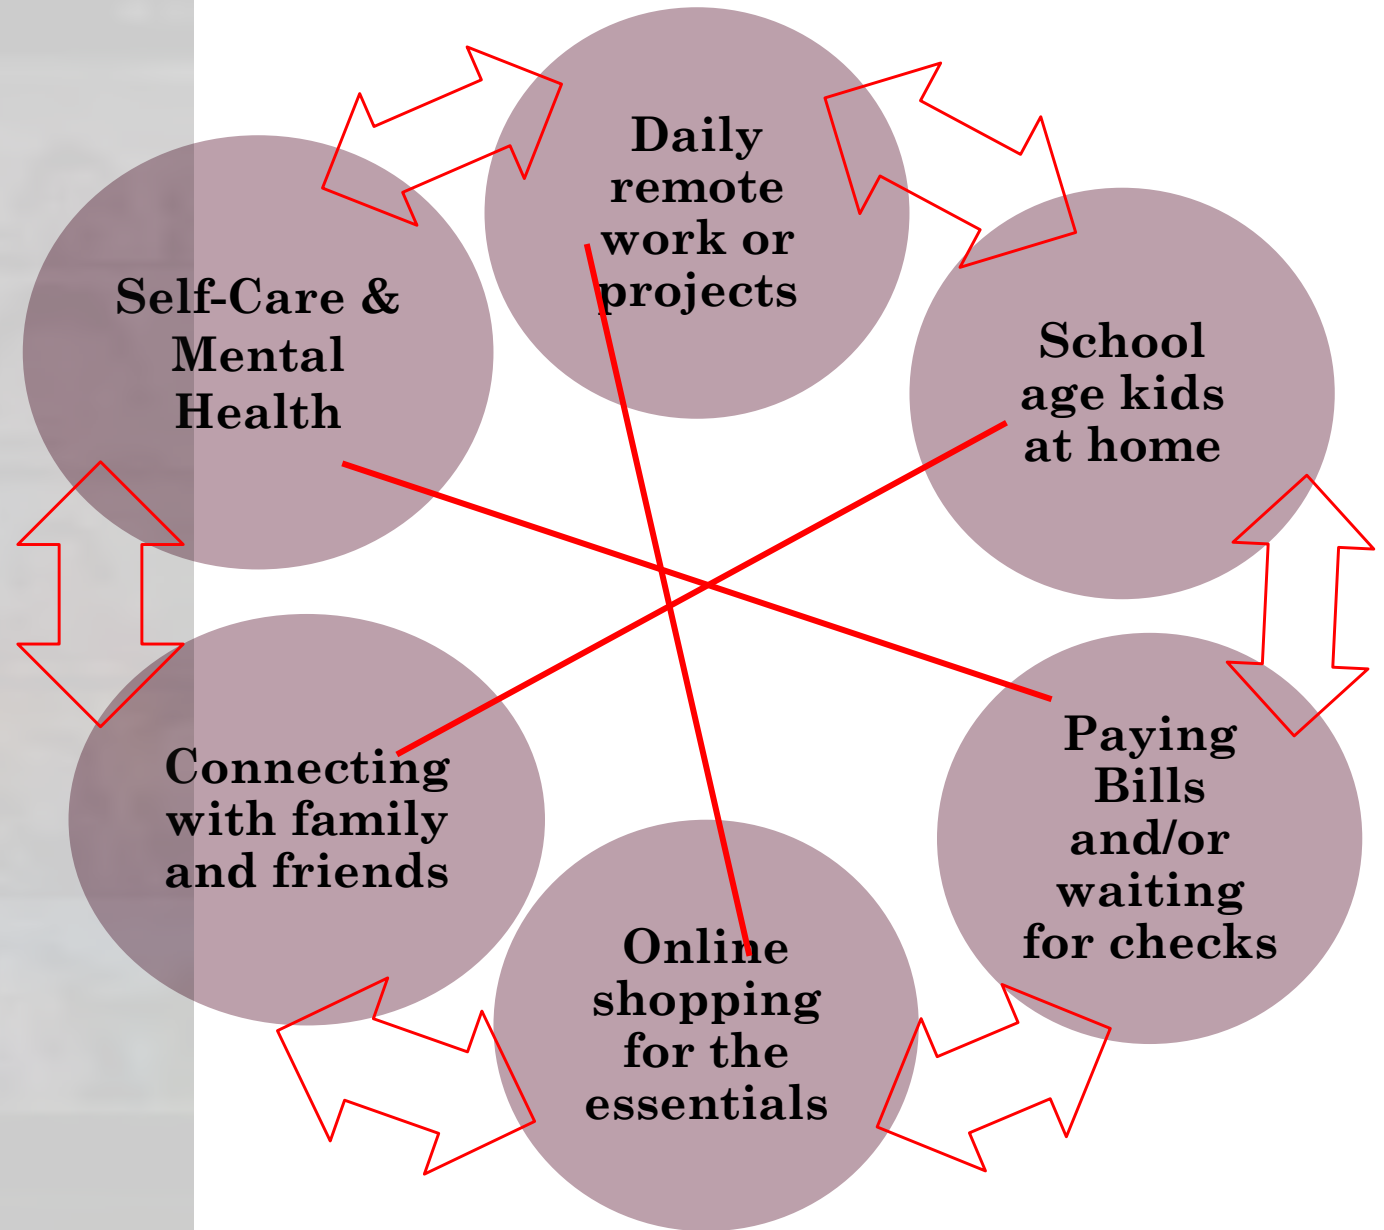 Daily
remote
work or
projects
School
age kids
at home
Paying
Bills
and/or
waiting
for checks
Online
shopping
for the
essentials
Connecting
with family
and friends
Self-Care &
Mental
Health